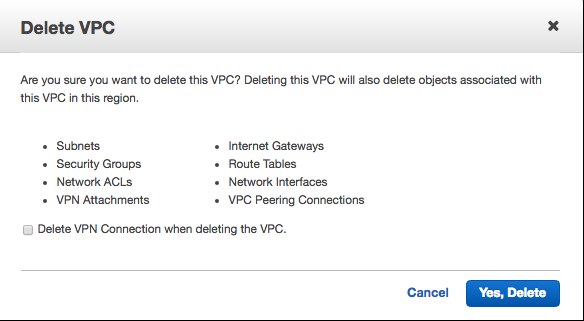 Delete VPC
Are you sure you want to delete this VPC? Deleting this VPC will also delete objects associated with
this VPC in this region.
• Subnets
• Security Groups
• Network ACLs
• VPN Attachments
• Internet Gateways
• Route Tables
• Network Interfaces
• VPC Peering Connections
Delete VPN Connection when deleting the VPC.
Cancel
Yes, Delete